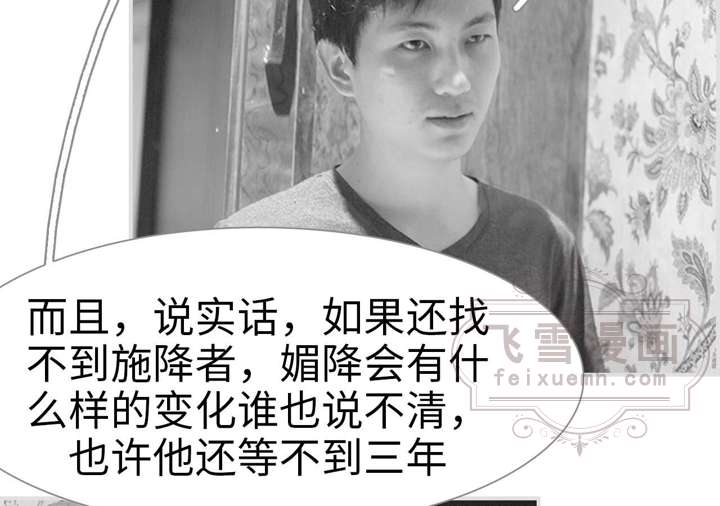 而且，说实话，如果还找
不到施降者，媚降会有什
么样的变化谁也说不清，
也许他还等不到三年
飞雪漫画
feixuemh.com